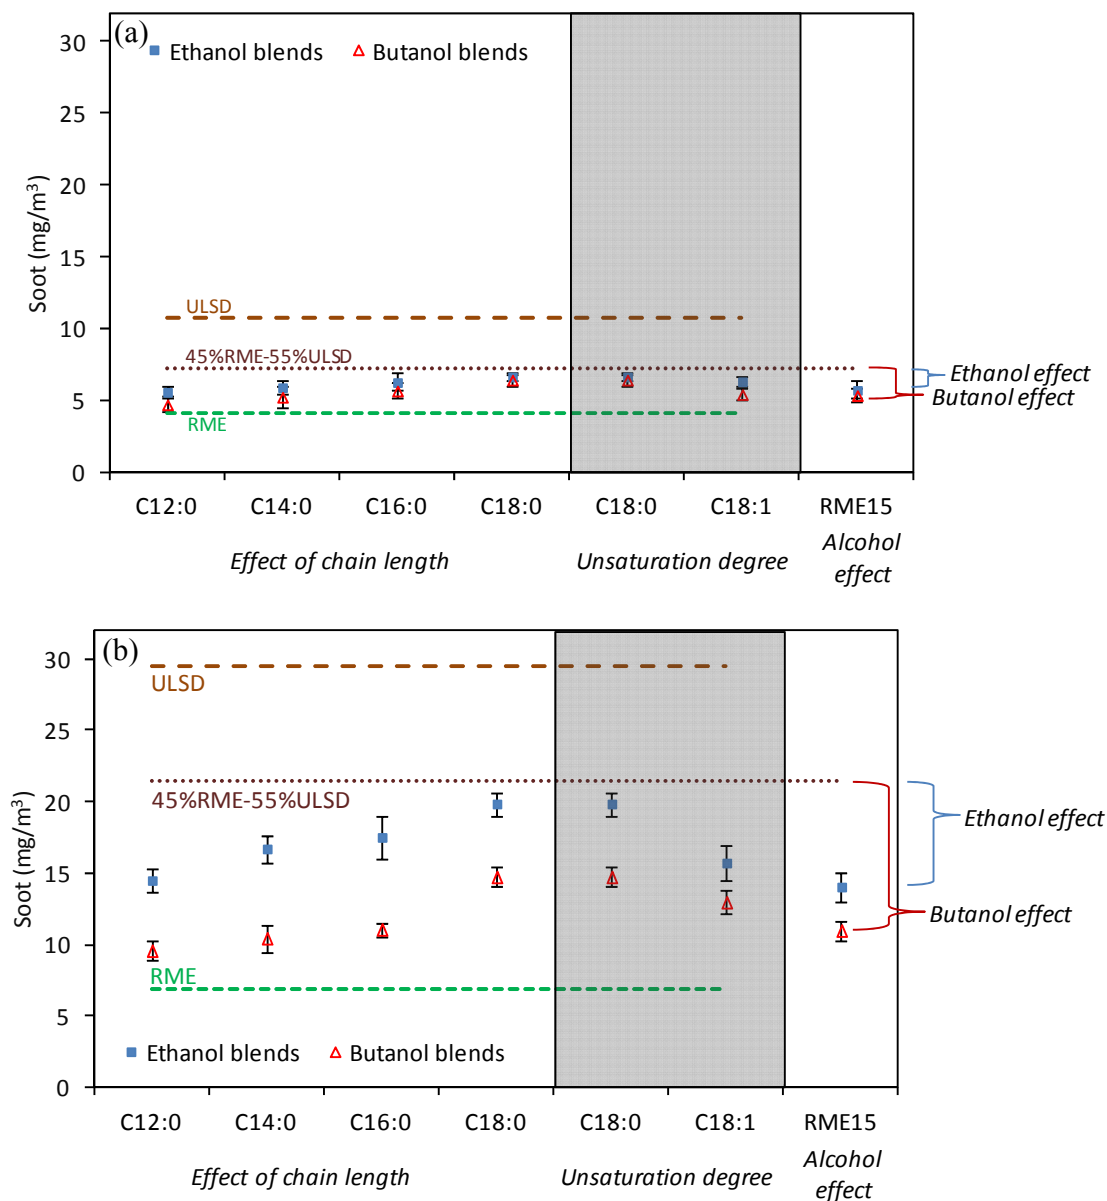 (a)
Ethanol blends
Butanol blends
30
25
20
15
10
5
0
Soot (mg/m³)
ULSD
45%RME-55%ULSD
RME
Ethanol effect
Butanol effect
C12:0 C14:0 C16:0 C18:0 C18:0 C18:1 RME15
Effect of chain length
Unsaturation degree
Alcohol
effect
(b)
30
25
20
15
10
5
0
Soot (mg/m³)
ULSD
45%RME-55%ULSD
RME
Ethanol effect
Butanol effect
Ethanol blends
Butanol blends
C12:0 C14:0 C16:0 C18:0 C18:0 C18:1 RME15
Effect of chain length
Unsaturation degree
Alcohol
effect